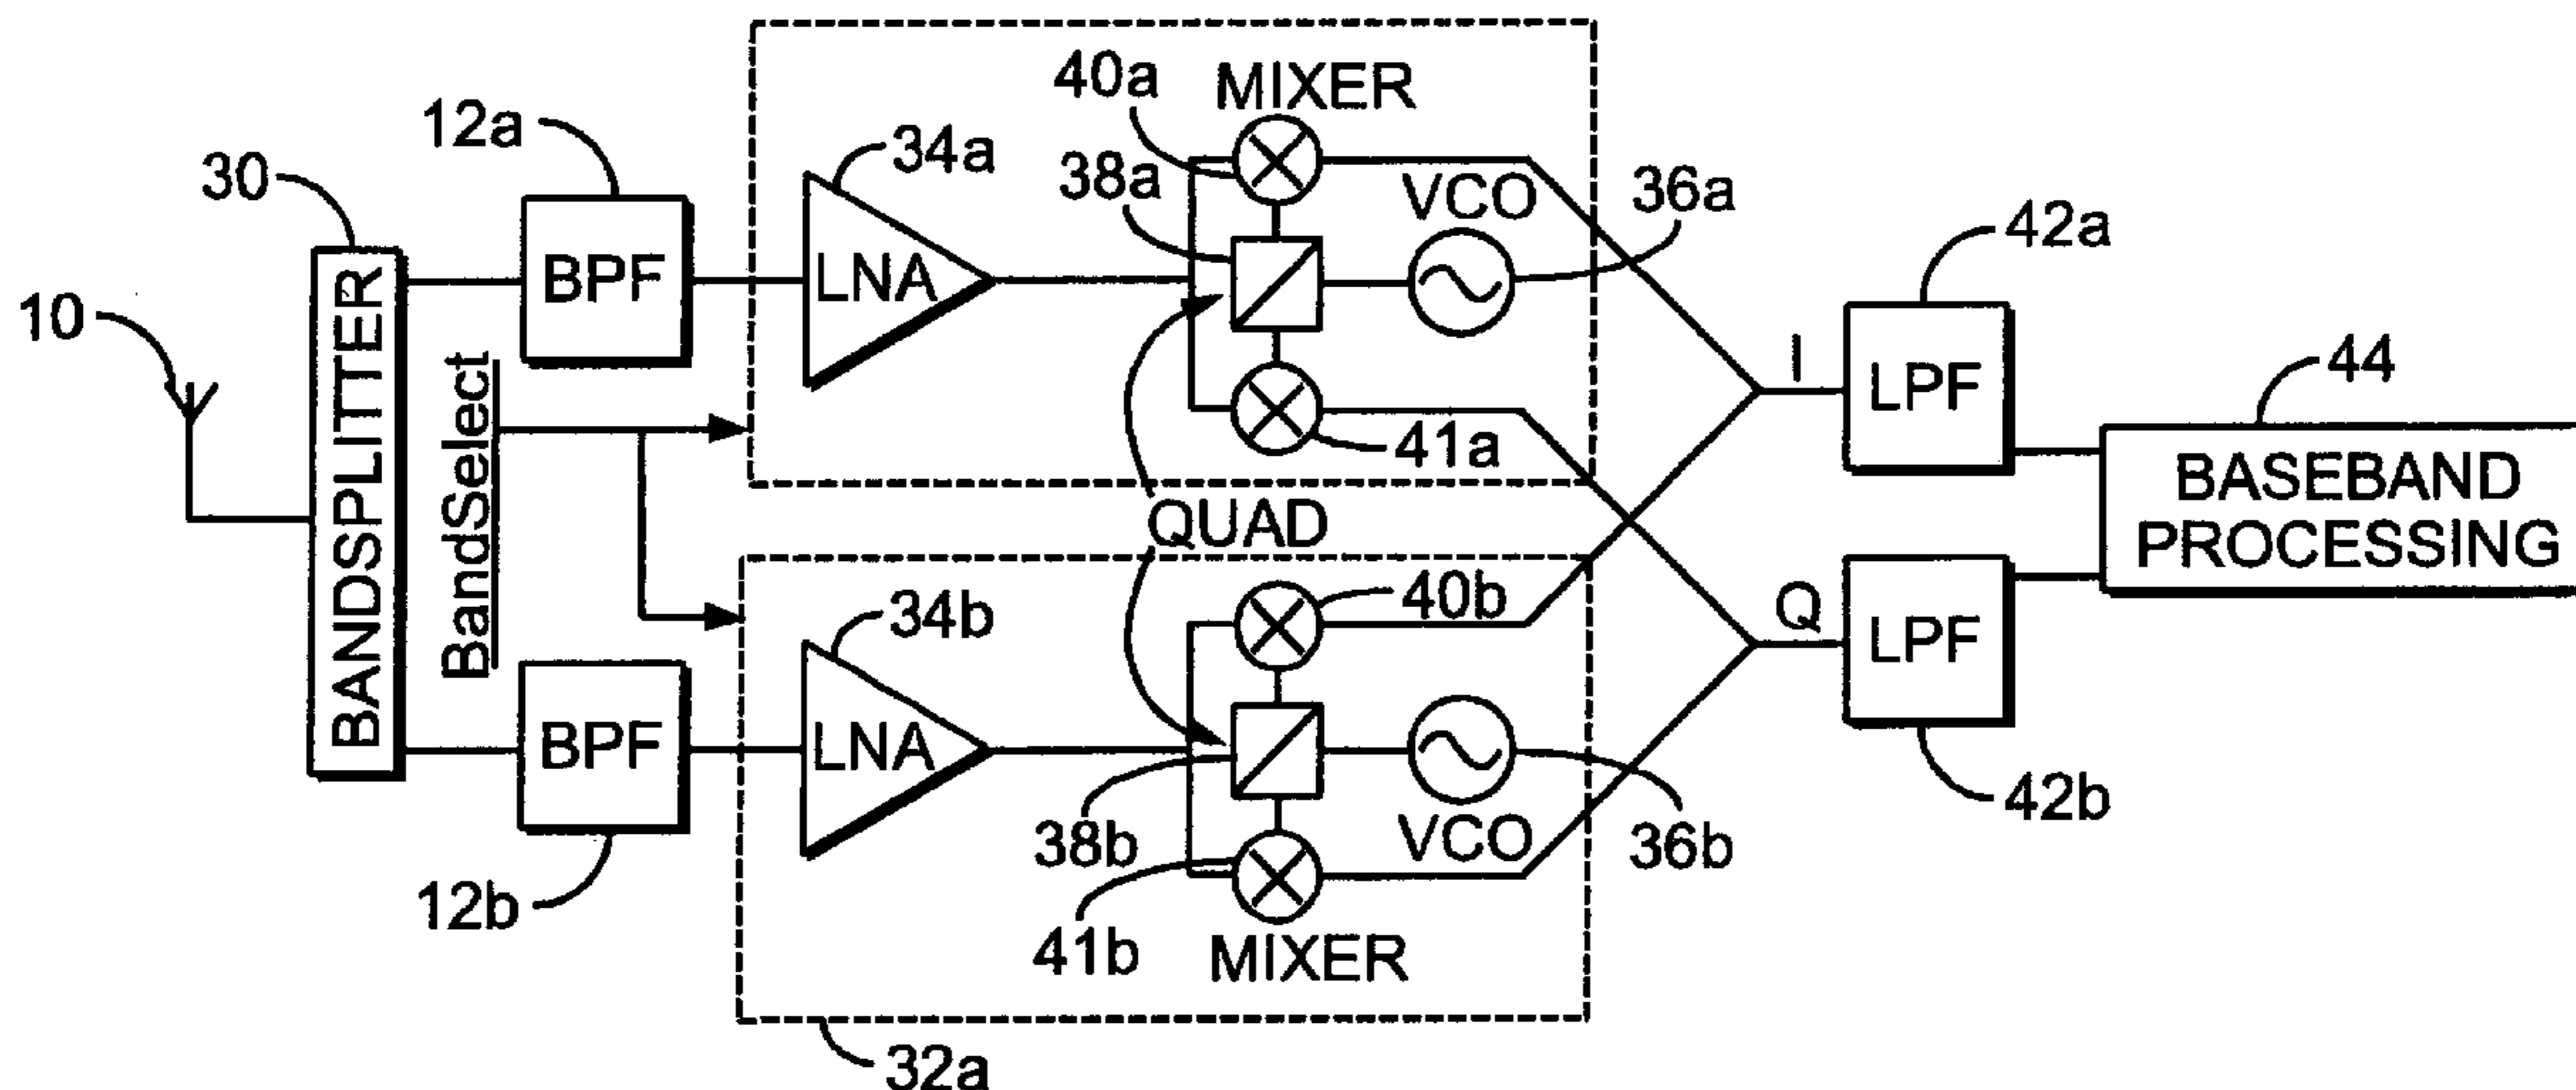 40a
MIXER
12a
34a
30
38a
VCO
36a
42a
BPF
LNA
10
BANDSPLITTER
BandSelect
I
LPF
44
41a
BASEBAND
PROCESSING
QUAD
34b
40b
Q
LPF
BPF
LNA
38b
VCO
36b
42b
12b
41b
MIXER
32a